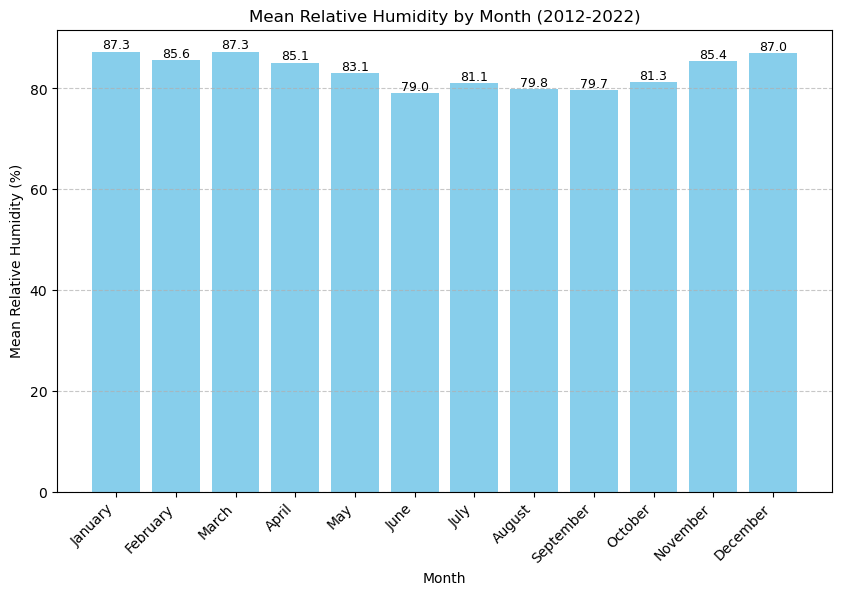 Mean Relative Humidity by Month (2012-2022)
87.3 85.6 87.3 85.1 83.1 79.0 81.1 79.8 79.7 81.3 85.4 87.0
Mean Relative Humidity (%)
80
60
40
20
0
January February March April May June July August September October November December
Month